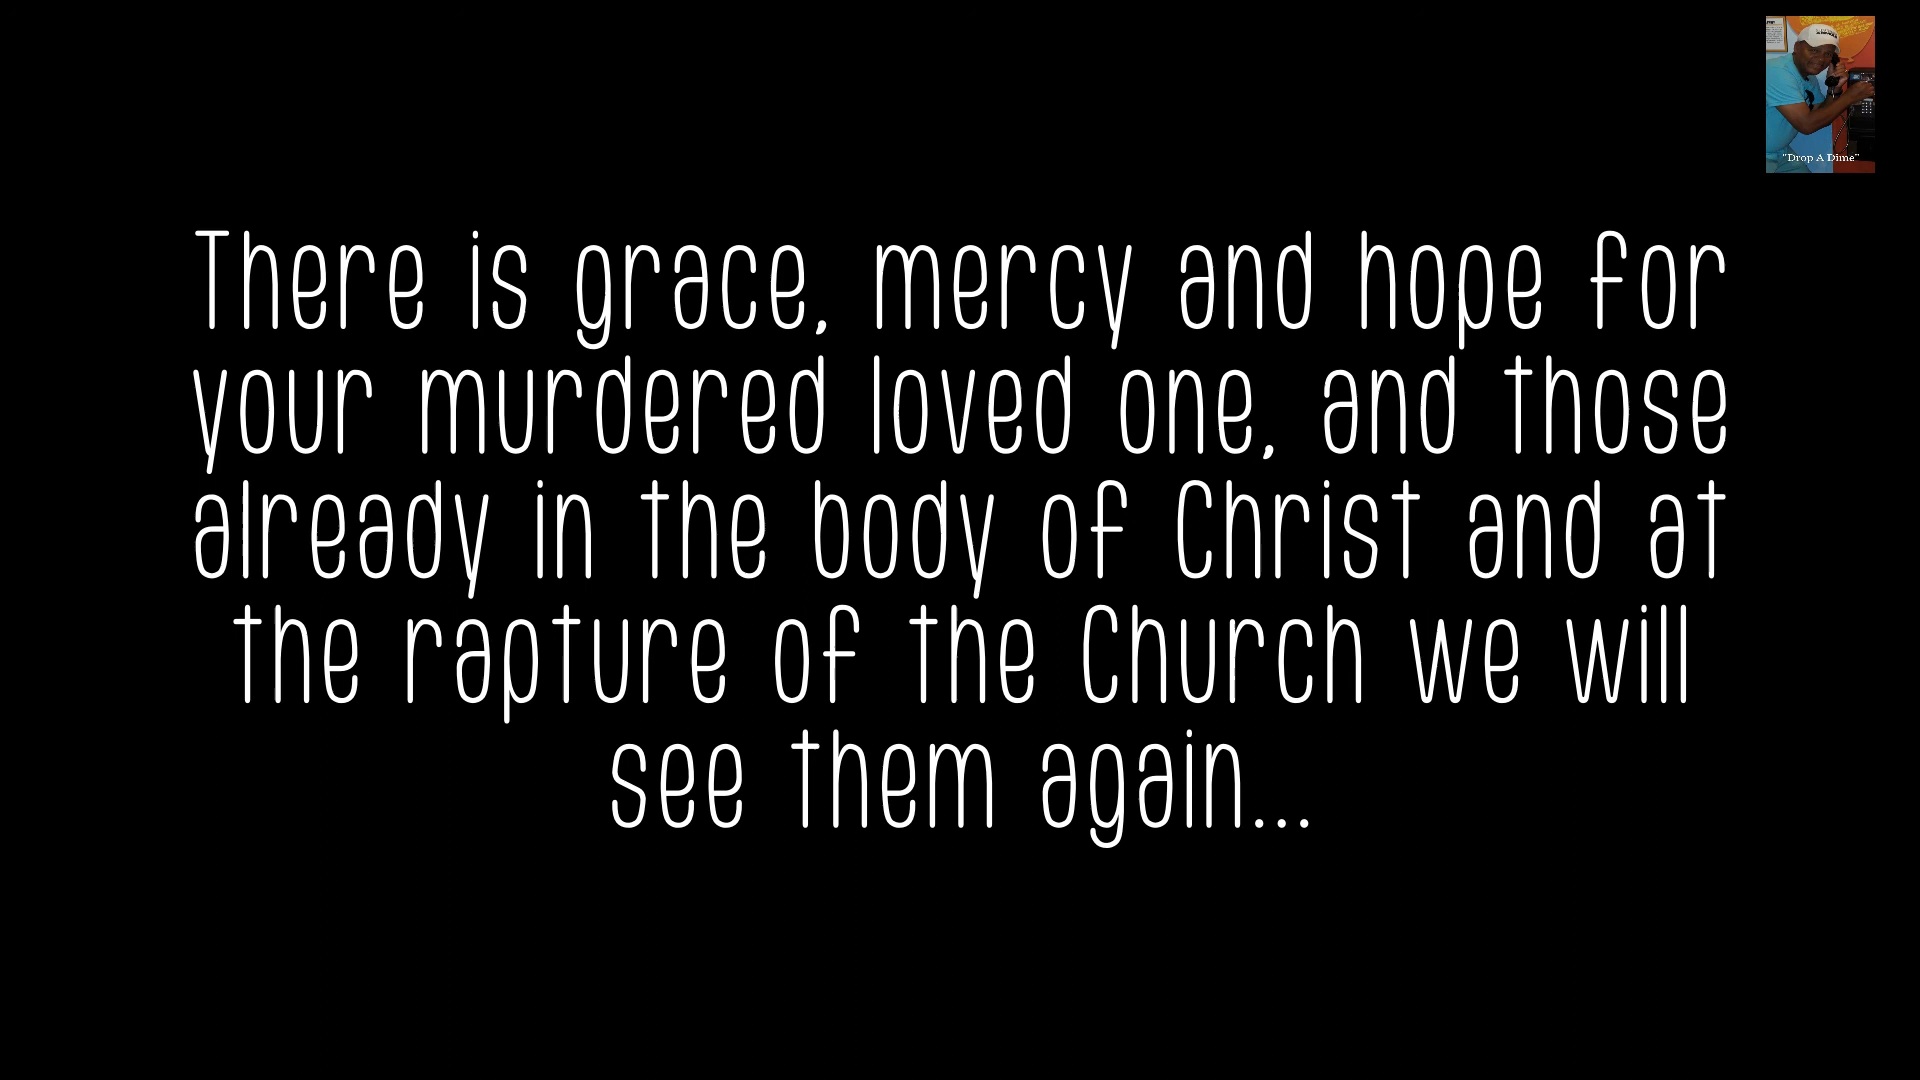 "Drop A Dime"
There is grace, mercy and hope for
your murdered loved one, and those
already in the body of Christ and at
the rapture of the Church we will
see them again...